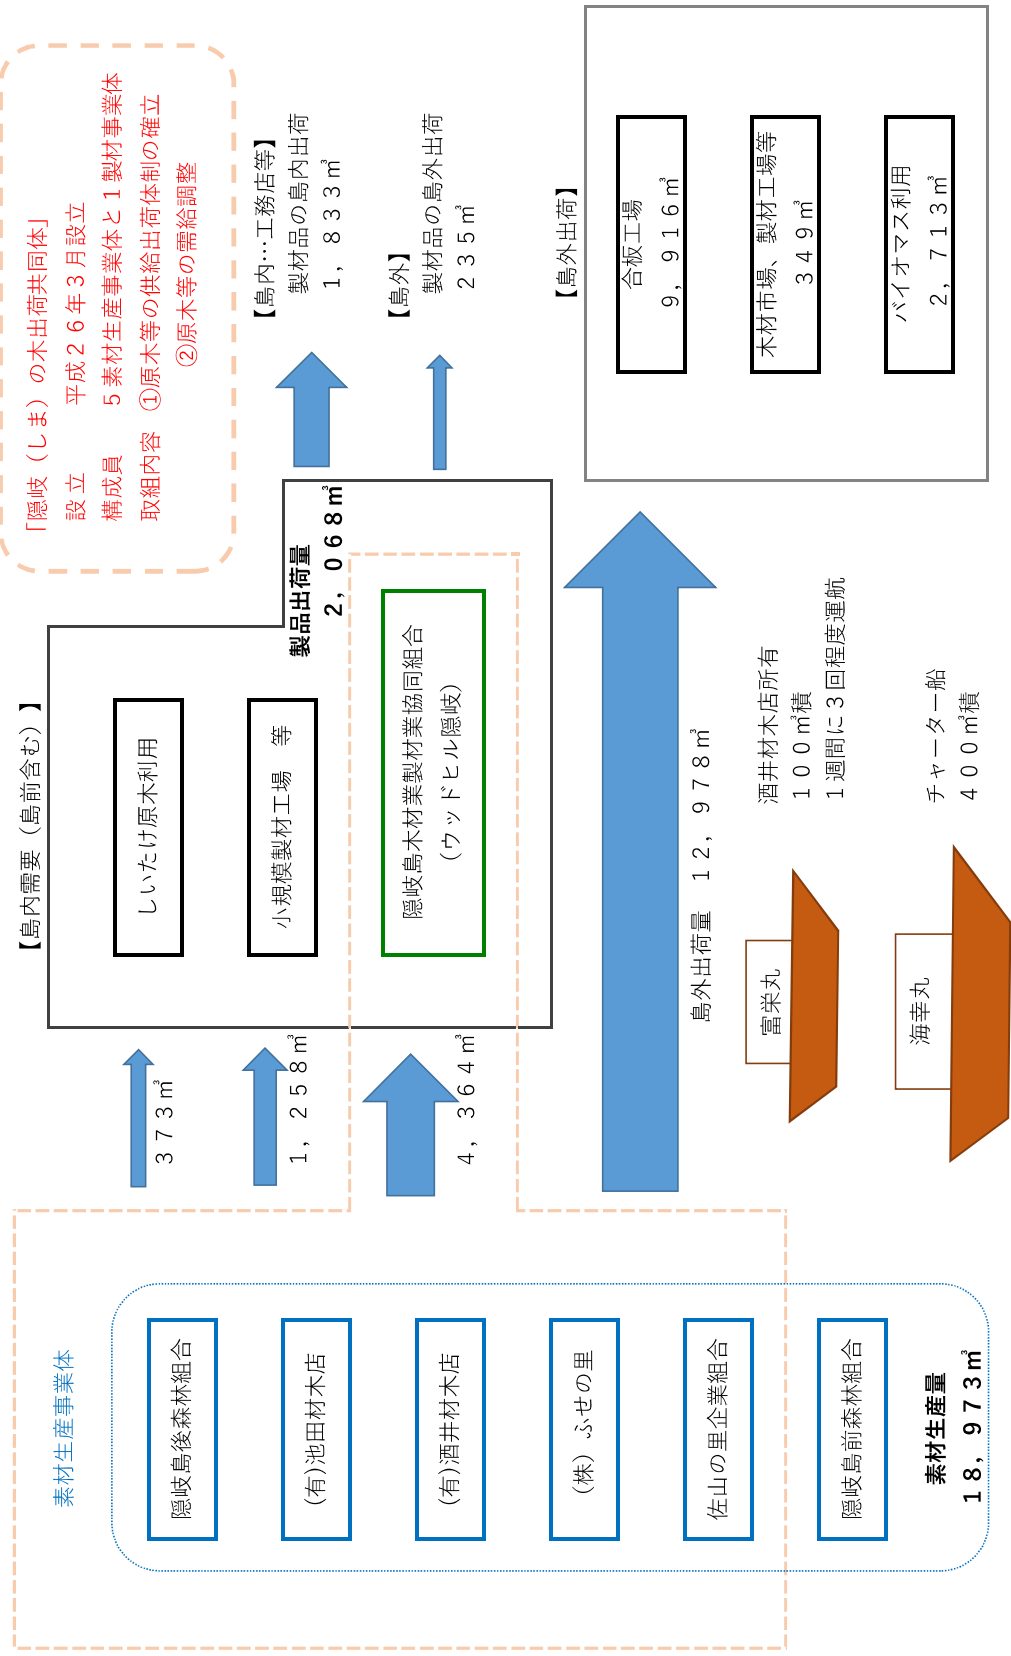 素材生産事業体
隠岐島後森林組合
(有)池田材木店
(有)酒井材木店
(株)ふせの里
佐山の里企業組合
隠岐島前森林組合
素材生産量
１８，９７３㎥
３７３㎥
１，２５８㎥
４，３６４㎥
【島内需要（島前含む）】
しいたけ原木利用
小規模製材工場　等
隠岐島木材業製材業協同組合
（ウッドヒル隠岐）
製品出荷量
２，０６８㎥
島外出荷量　１２，９７８㎥
富栄丸
酒井材木店所有
１００㎥積
１週間に３回程度運航
海幸丸
チャーター船
４００㎥積
「隠岐（しま）の木出荷共同体」
設 立　　　平成２６年３月設立
構成員　　５素材生産事業体と１製材事業体
取組内容　①原木等の供給出荷体制の確立
②原木等の需給調整
【島内…工務店等】
製材品の島内出荷
１，８３３㎥
【島外】
製材品の島外出荷
２３５㎥
【島外出荷】
合板工場
９，９１６㎥
木材市場、製材工場等
３４９㎥
バイオマス利用
２，７１３㎥